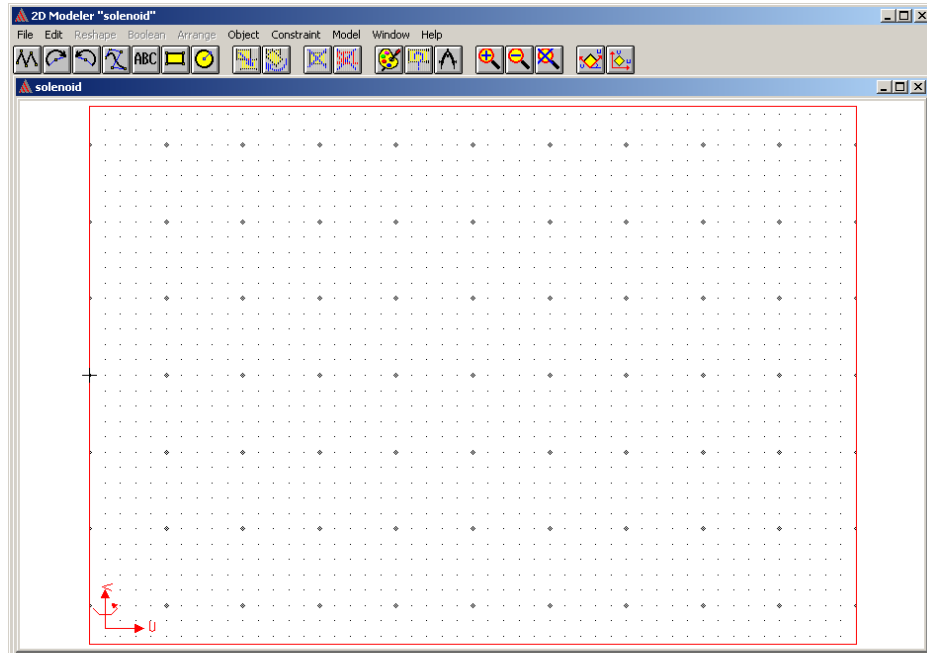 2D Modeler "solenoid"
File Edit Reshape Boolean Arrange Object Constraint Model Window Help
ABC
solenoid
U